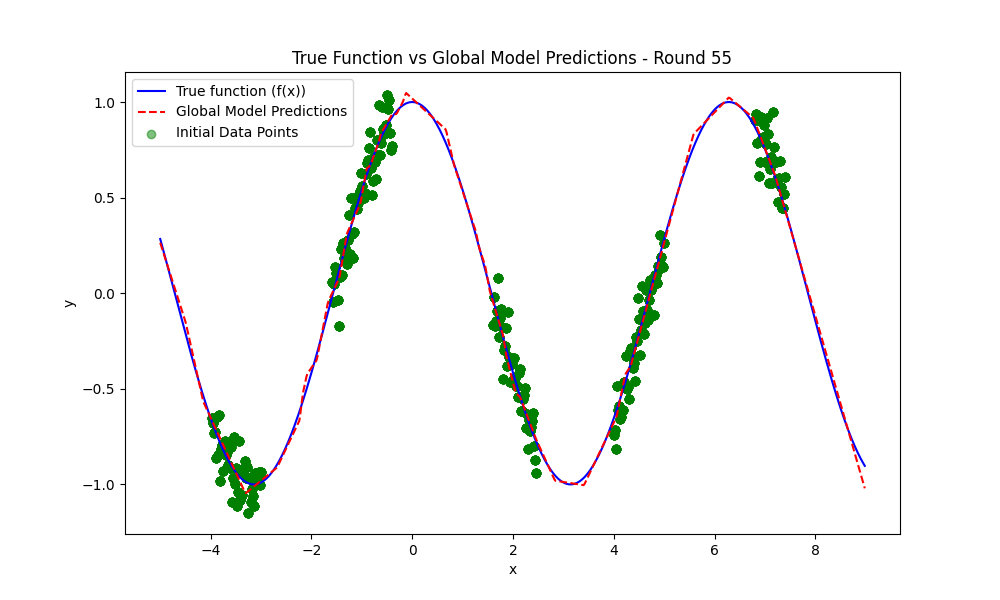 True Function vs Global Model Predictions - Round 55
True function (f(x))
Global Model Predictions
Initial Data Points
1.0
0.5
0.0
−0.5
−1.0
y
−4
−2
0
2
4
6
8
x